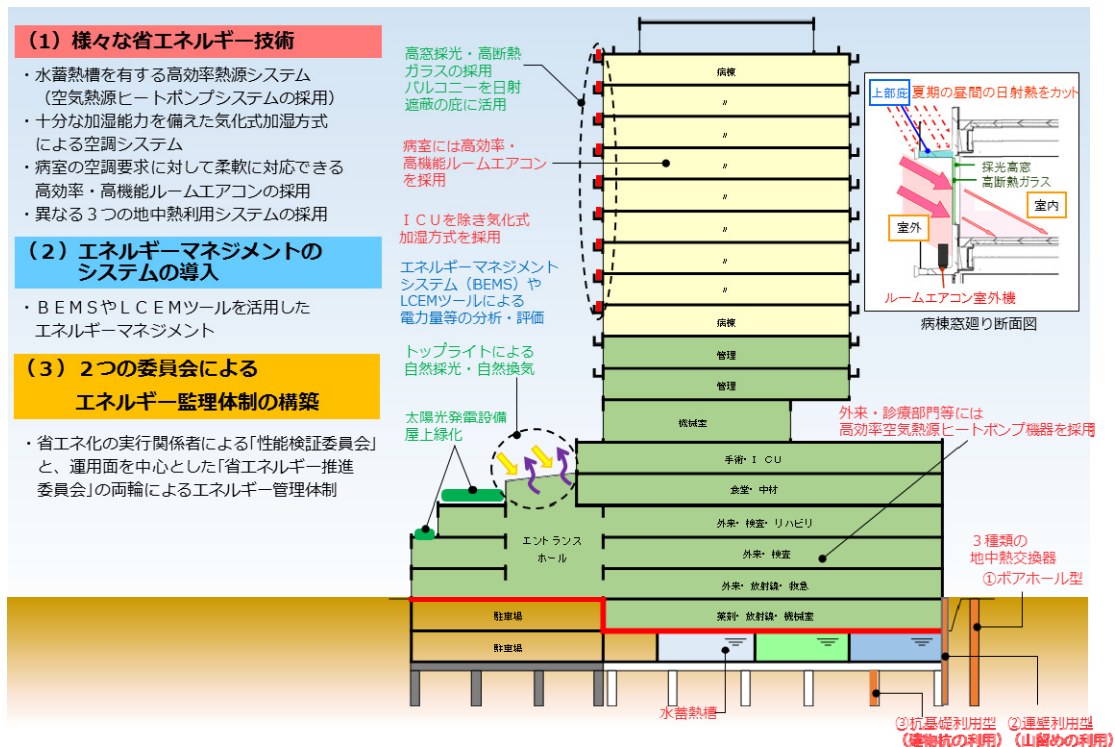 （１）様々な省エネルギー技術
・水蓄熱槽を有する高効率熱源システム
（空気熱源ヒートポンプシステムの採用）
・十分な加湿能力を備えた気化式加湿方式
による空調システム
・病室の空調要求に対して柔軟に対応できる
高効率・高機能ルームエアコンの採用
・異なる３つの地中熱利用システムの採用
（２）エネルギーマネジメントの
システムの導入
・ＢＥＭＳやＬＣＥＭツールを活用した
エネルギーマネジメント
（３）２つの委員会による
エネルギー監理体制の構築
・省エネ化の実行関係者による「性能検証委員会」
と、運用面を中心とした「省エネルギー推進
委員会」の両輪によるエネルギー管理体制
高窓採光・高断熱
ガラスの採用
バルコニーを日射
遮蔽の庇に活用
病室には高効率・
高機能ルームエアコン
を採用
ＩＣＵを除き気化式
加湿方式を採用
エネルギーマネジメント
システム（BEMS）や
LCEMツールによる
電力量等の分析・評価
トップライトによる
自然採光・自然換気
太陽光発電設備
屋上緑化
病棟
〃
〃
〃
〃
〃
〃
〃
病棟
管理
管理
機械室
手術・ＩＣＵ
食堂・中材
外来・検査・リハビリ
外来・検査
外来・放射線・救急
薬剤・放射線・機械室
エントランス
ホール
駐車場
駐車場
水蓄熱槽
上部庇
夏期の昼間の日射熱をカット
採光高窓
高断熱ガラス
室内
室外
ルームエアコン室外機
病棟窓廻り断面図
外来・診療部門等には
高効率空気熱源ヒートポンプ機器を採用
３種類の
地中熱交換器
①ボアホール型
③杭基礎利用型
（建物杭の利用）
②連壁利用型
（山留めの利用）